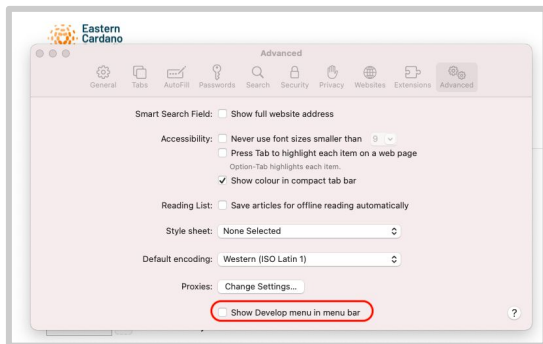 Eastern
Cardano
Advanced
General Tabs AutoFill Passwords Search Security Privacy Websites Extensions Advanced
Smart Search Field: Show full website address
Accessibility: Never use font sizes smaller than 9
Press Tab to highlight each item on a web page
Option-Tab highlights each item.
Show colour in compact tab bar
Reading List: Save articles for offline reading automatically
Style sheet: None Selected
Default encoding: Western (ISO Latin 1)
Proxies: Change Settings...
Show Develop menu in menu bar
?